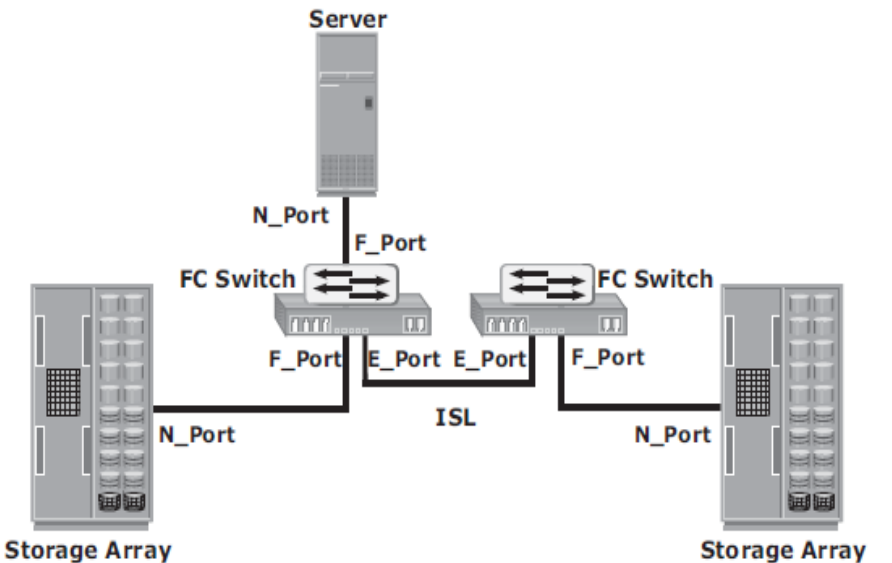 Server
N_Port
F_Port
FC Switch
FC Switch
F_Port
E_Port
E_Port
F_Port
ISL
N_Port
N_Port
Storage Array
Storage Array